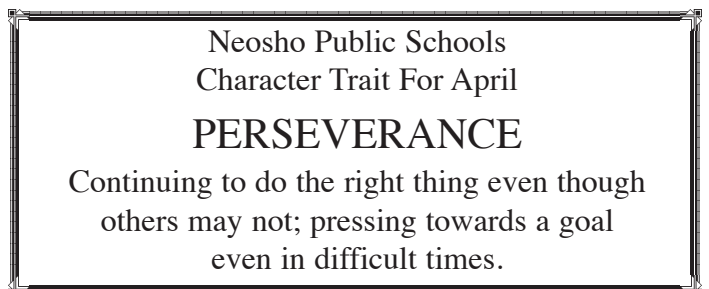 Neosho Public Schools
Character Trait For April
PERSEVERANCE
Continuing to do the right thing even though
others may not; pressing towards a goal
even in difficult times.